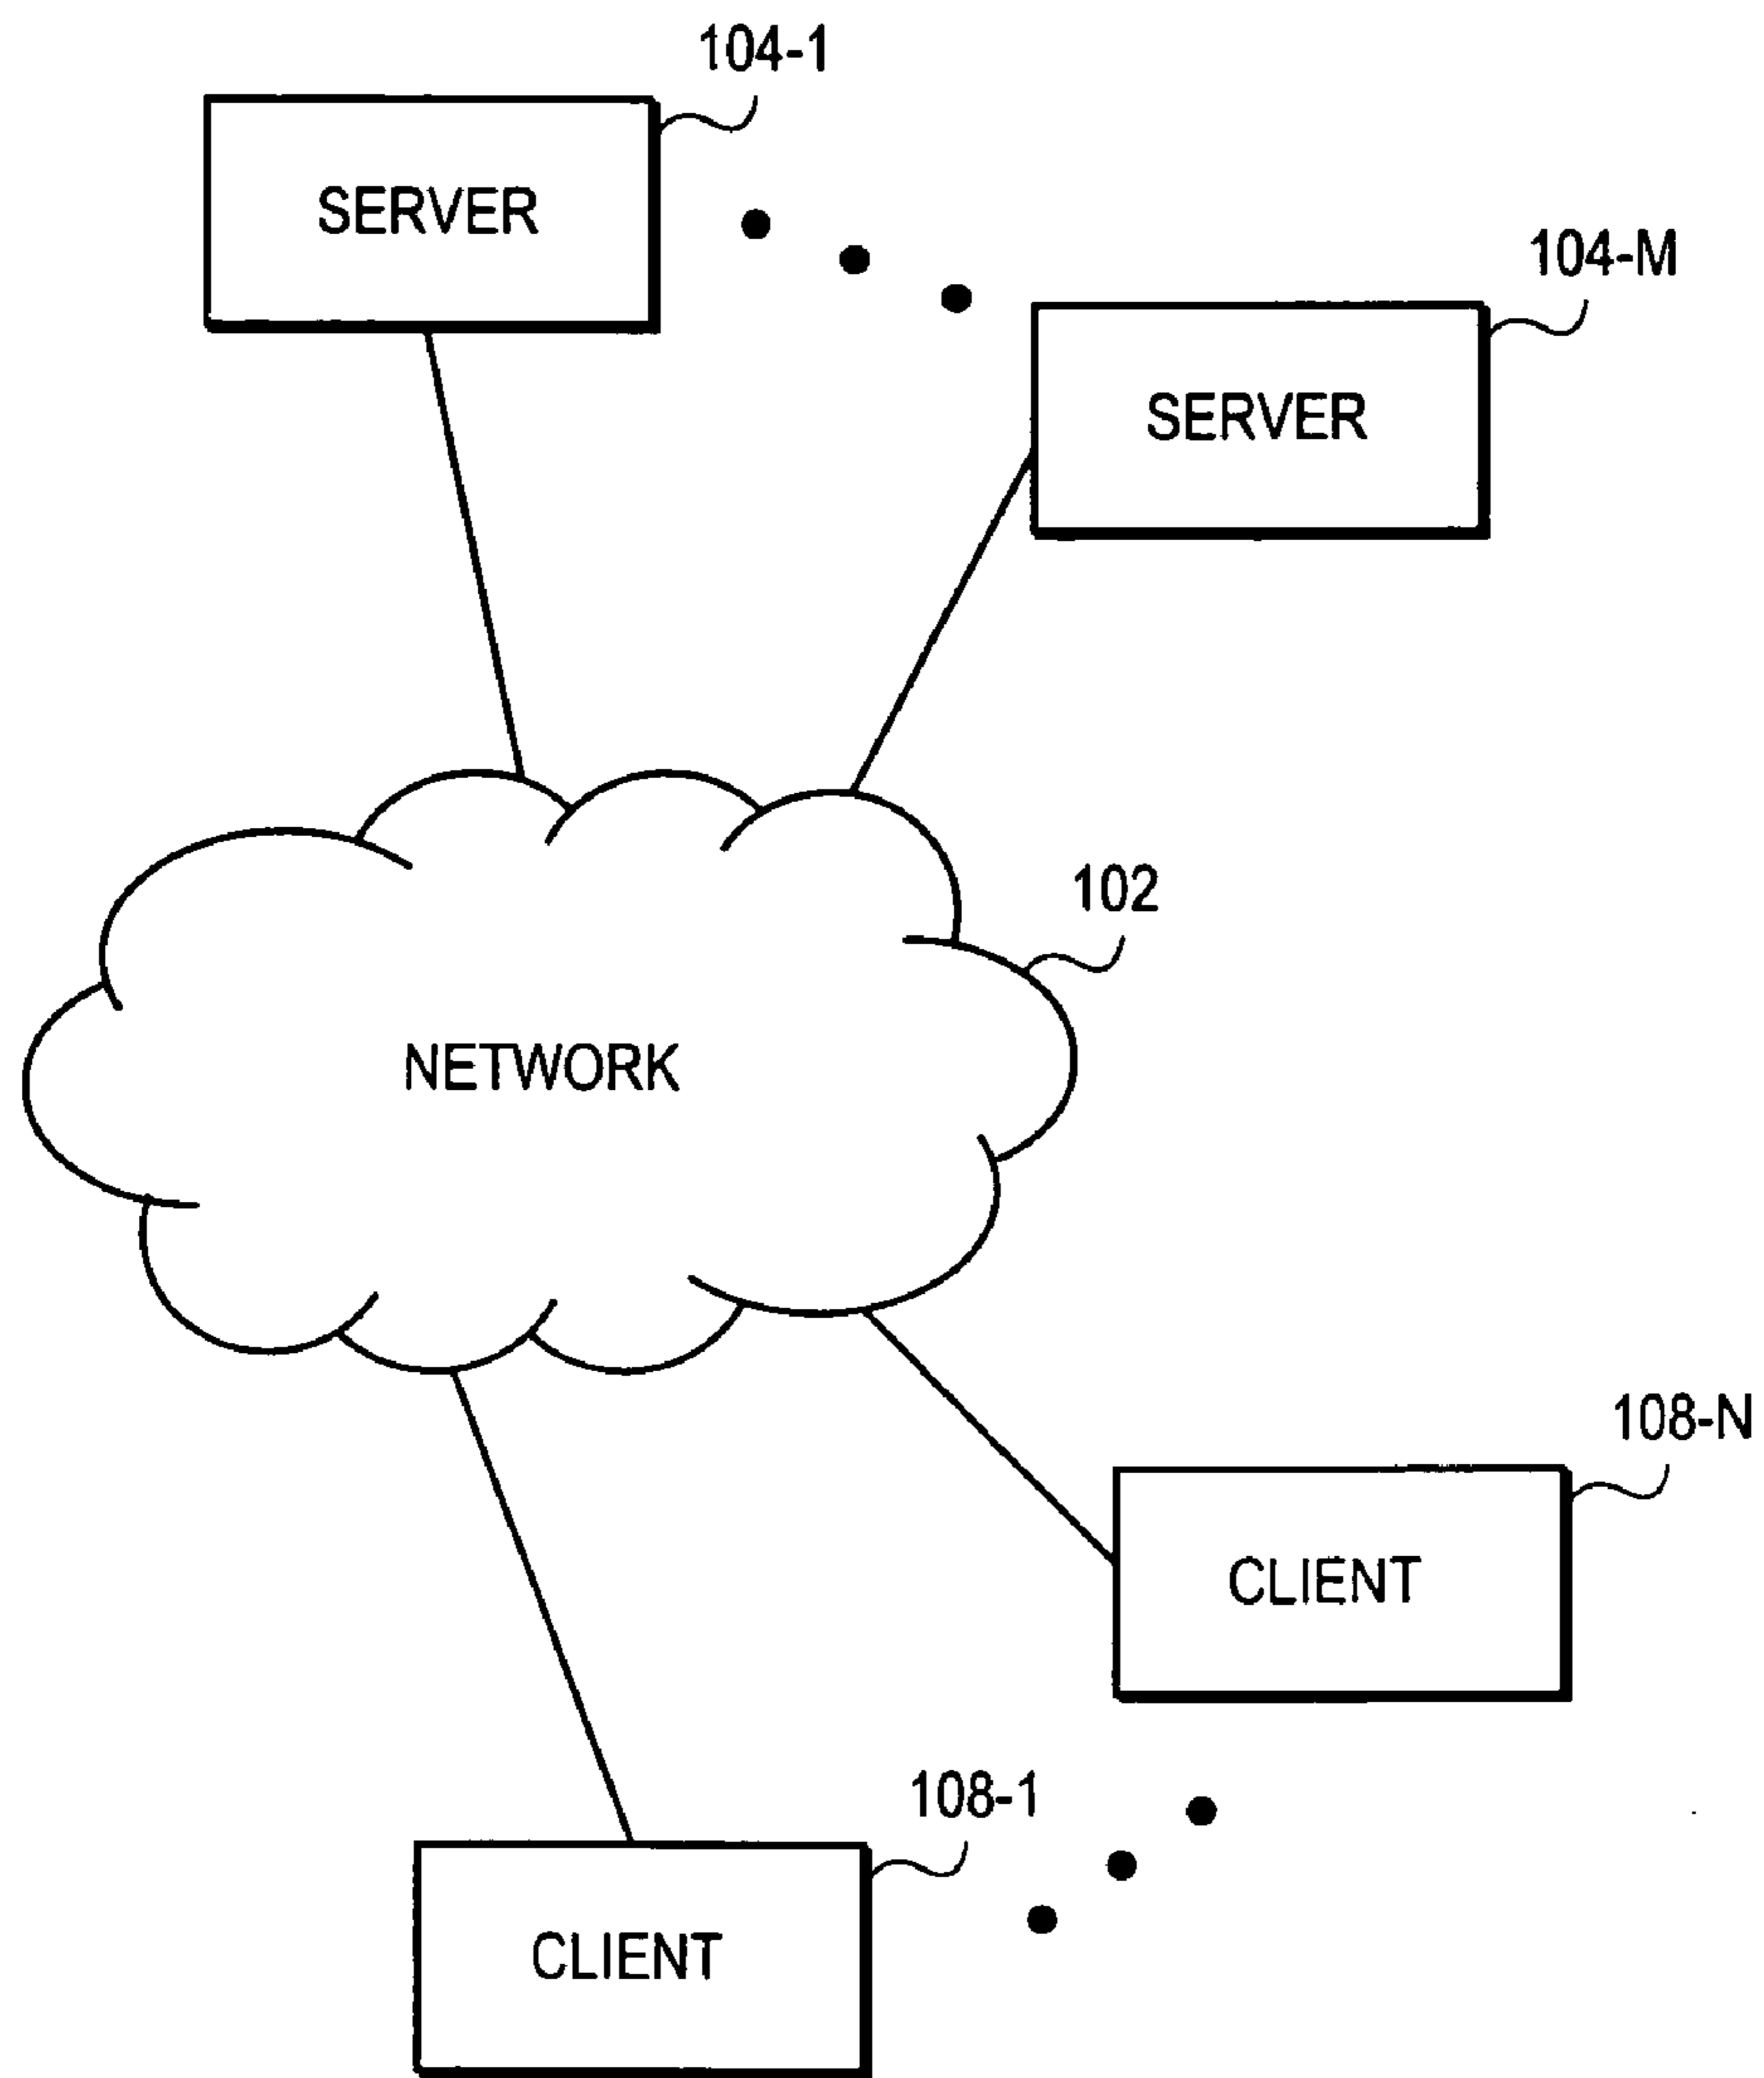 104-1
SERVER
104-M
SERVER
102
NETWORK
108-N
CLIENT
108-1
CLIENT